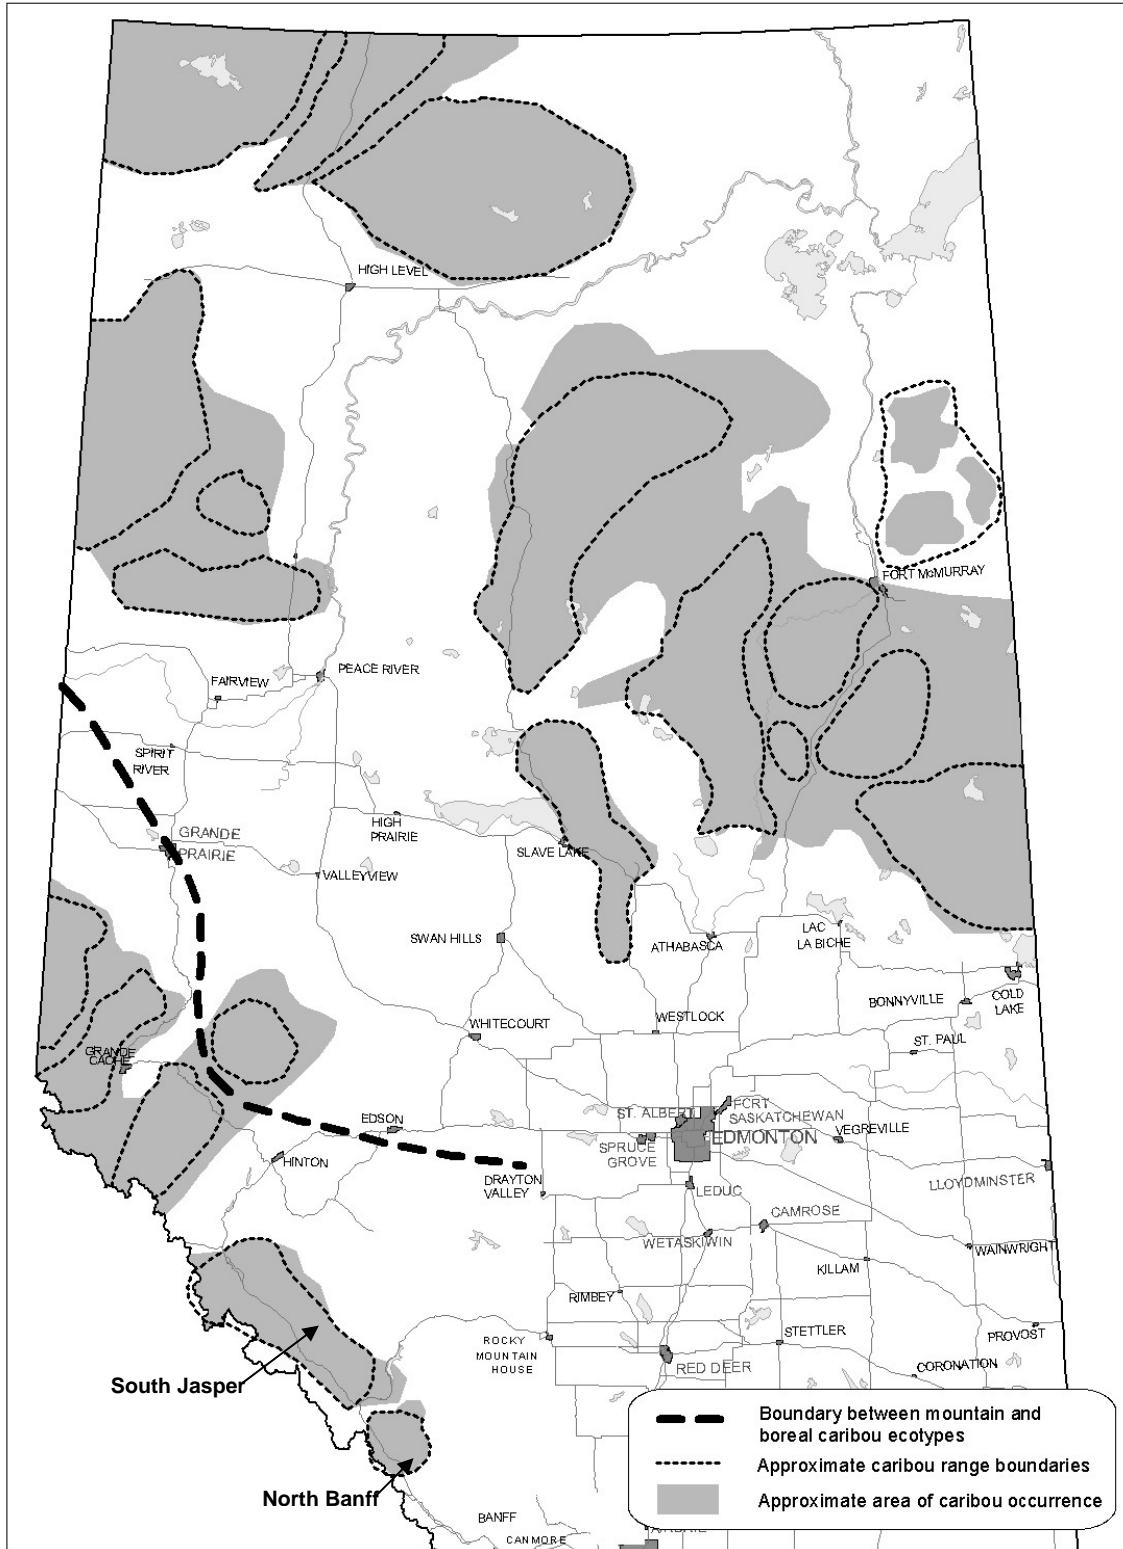 HIGH LEVEL
FORT McMURRAY
PEACE RIVER
FAIRVIEW
SPIRIT
RIVER
HIGH
PRAIRIE
GRANDE
PRAIRIE
SLAVE LAKE
VALLEYVIEW
SWAN HILLS
ATHABASCA
LAC
LA BICHE
BONNYVILLE
COLD
LAKE
WHITECOURT
WESTLOCK
ST. PAUL
GRANDE
CACHE
EDSON
ST. ALBERT
FORT
SASKATCHEWAN
EDMONTON
VEGREVILLE
SPRUCE
GROVE
HINTON
DRAYTON
VALLEY
LEDUC
LLOYDMINSTER
CAMROSE
WETASKIWIN
WAINWRIGHT
KILLAM
RIMBEY
STETTLER
PROVOST
ROCKY
MOUNTAIN
HOUSE
RED DEER
CORONATION
South Jasper
North Banff
BANFF
CANMORE
Boundary between mountain and
boreal caribou ecotypes
Approximate caribou range boundaries
Approximate area of caribou occurrence